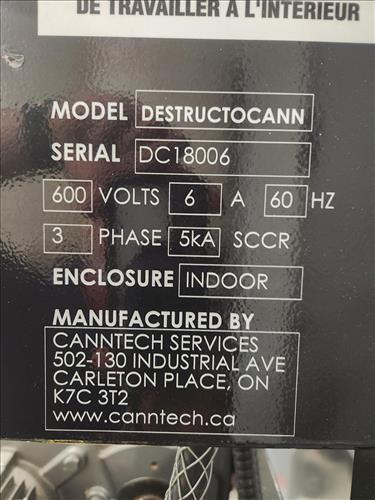 DE TRAVAILLER À L'INTÉRIEUR
MODEL DESTRUCTOCANN
SERIAL DC18006
600 VOLTS 6 A 60 HZ
3 PHASE 5kA SCCR
ENCLOSURE INDOOR
MANUFACTURED BY
CANNTECH SERVICES
502-130 INDUSTRIAL AVE
CARLETON PLACE, ON
K7C 3T2
www.canntech.ca